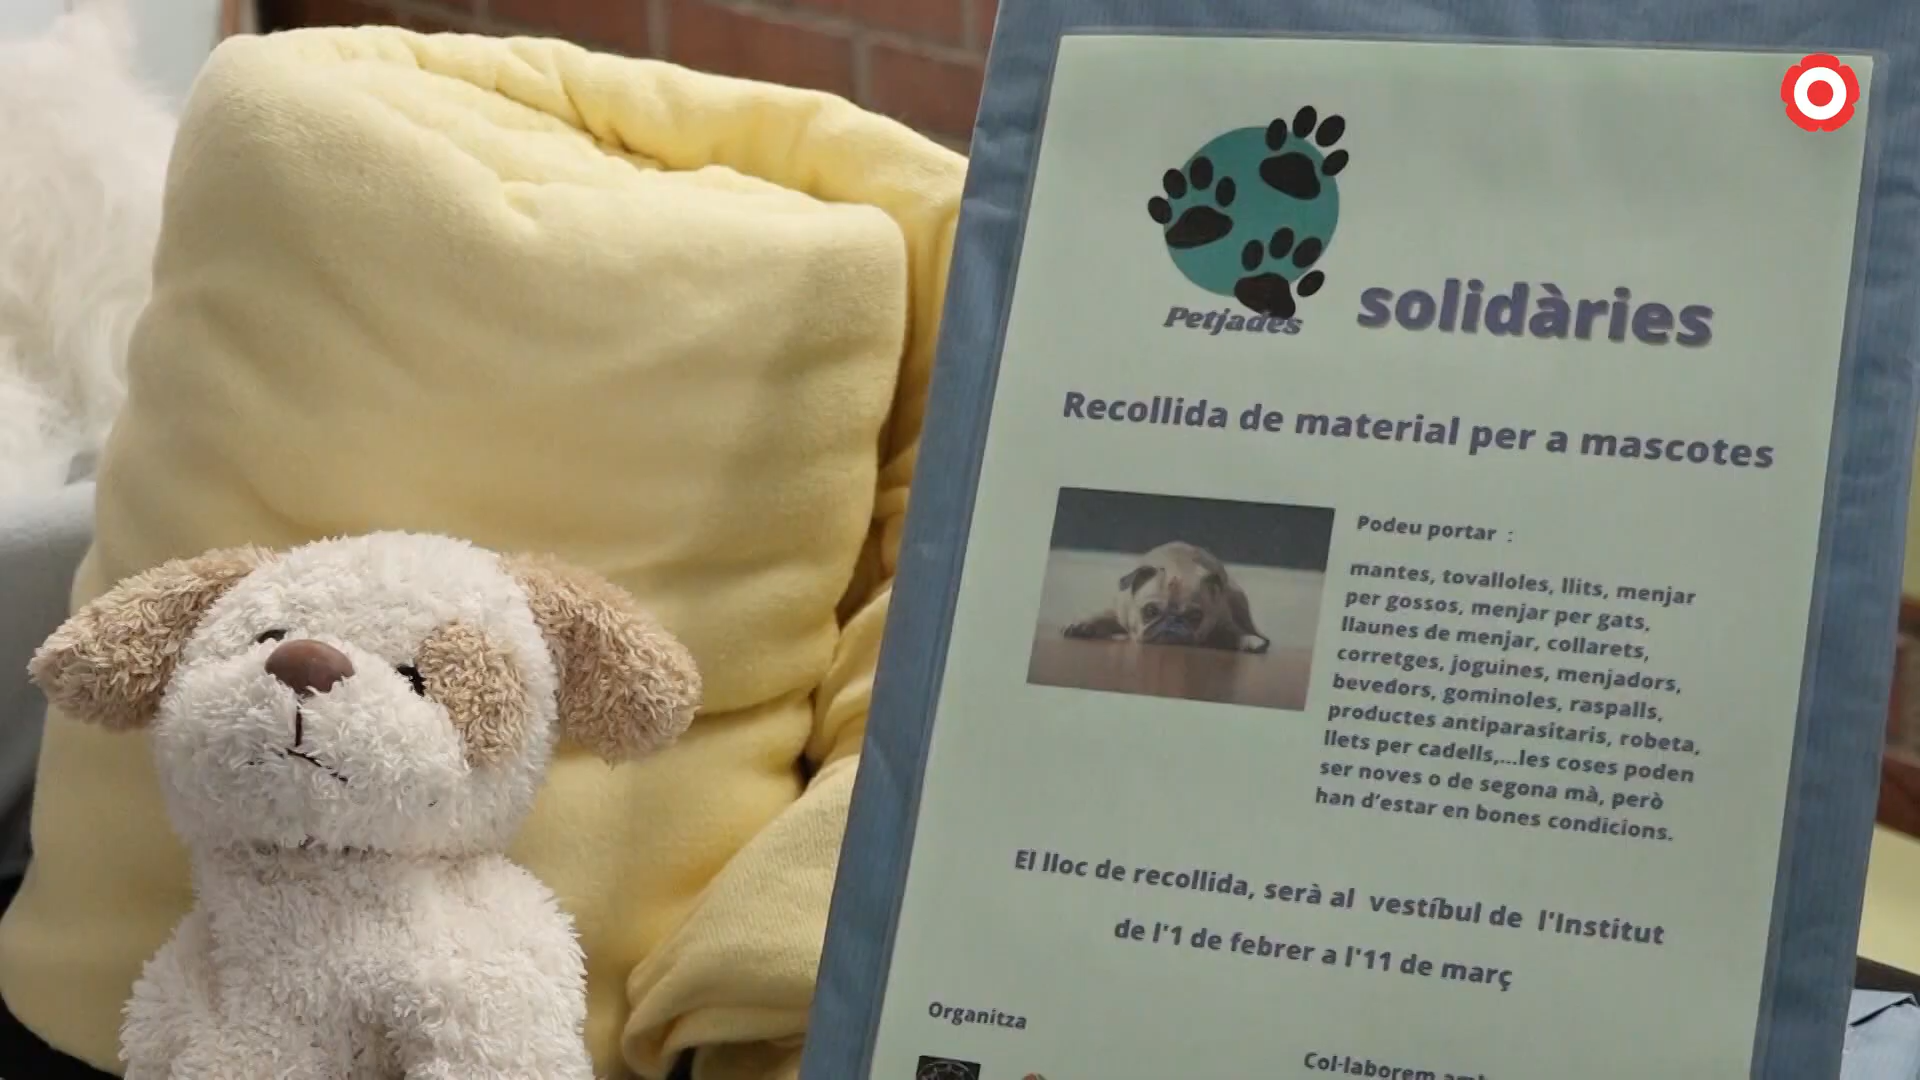 Petjades
solidàries
Recollida de material per a mascotes
Podeu portar :
mantes, tovalloles, llits, menjar
per gossos, menjar per gats,
llaunes de menjar, collarets,
corretges, joguines, menjadors,
bevedors, gominoles, raspalls,
productes antiparasitaris, robeta,
llets per cadells,...les coses poden
ser noves o de segona mà, però
han d'estar en bones condicions.
El lloc de recollida, serà al vestíbul de l'Institut
de l'1 de febrer a l'11 de març
Organitza
Col·laborem